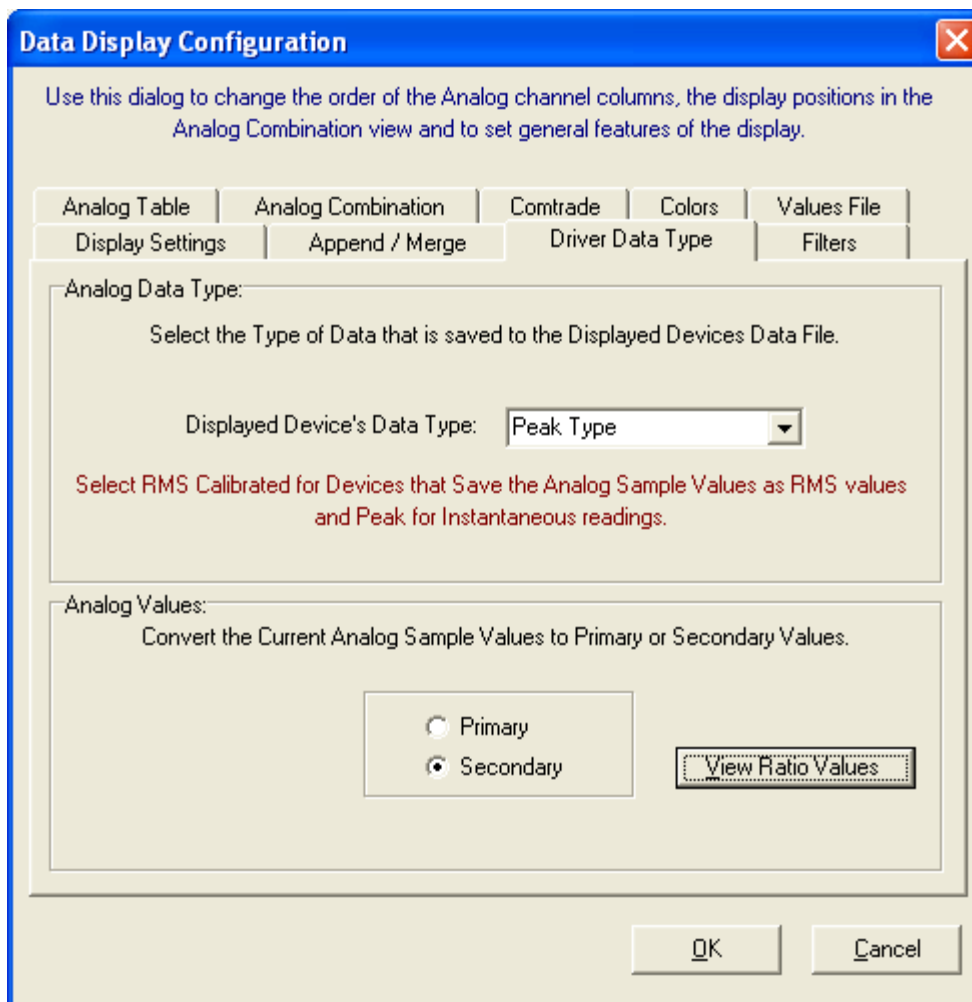 Data Display Configuration
Use this dialog to change the order of the Analog channel columns, the display positions in the
Analog Combination view and to set general features of the display.
Analog Table Analog Combination Comtrade Colors Values File
Display Settings Append / Merge Driver Data Type Filters
Analog Data Type:
Select the Type of Data that is saved to the Displayed Devices Data File.
Displayed Device's Data Type: Peak Type
Select RMS Calibrated for Devices that Save the Analog Sample Values as RMS values
and Peak for Instantaneous readings.
Analog Values:
Convert the Current Analog Sample Values to Primary or Secondary Values.
Primary
Secondary
View Ratio Values
OK Cancel